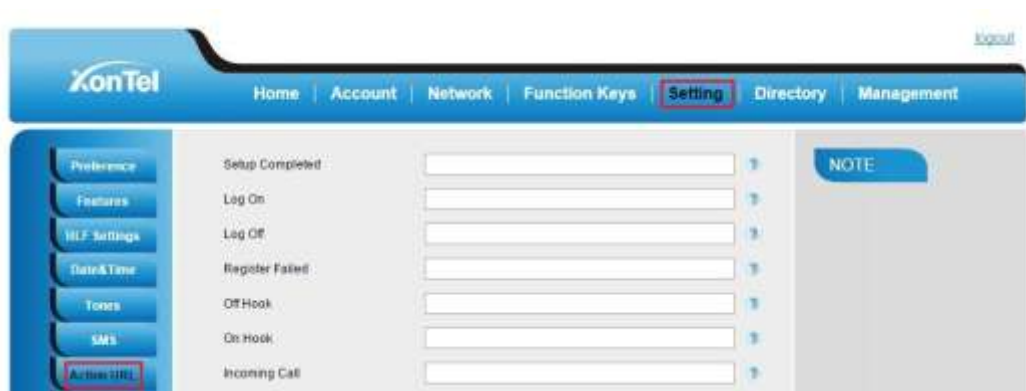 logout
XonTel
Home | Account | Network | Function Keys | Setting | Directory | Management
Preference
Features
BLF Settings
Date&Time
Tones
SMS
Action URL
Setup Completed
Log On
Log Off
Register Failed
Off Hook
On Hook
Incoming Call
NOTE